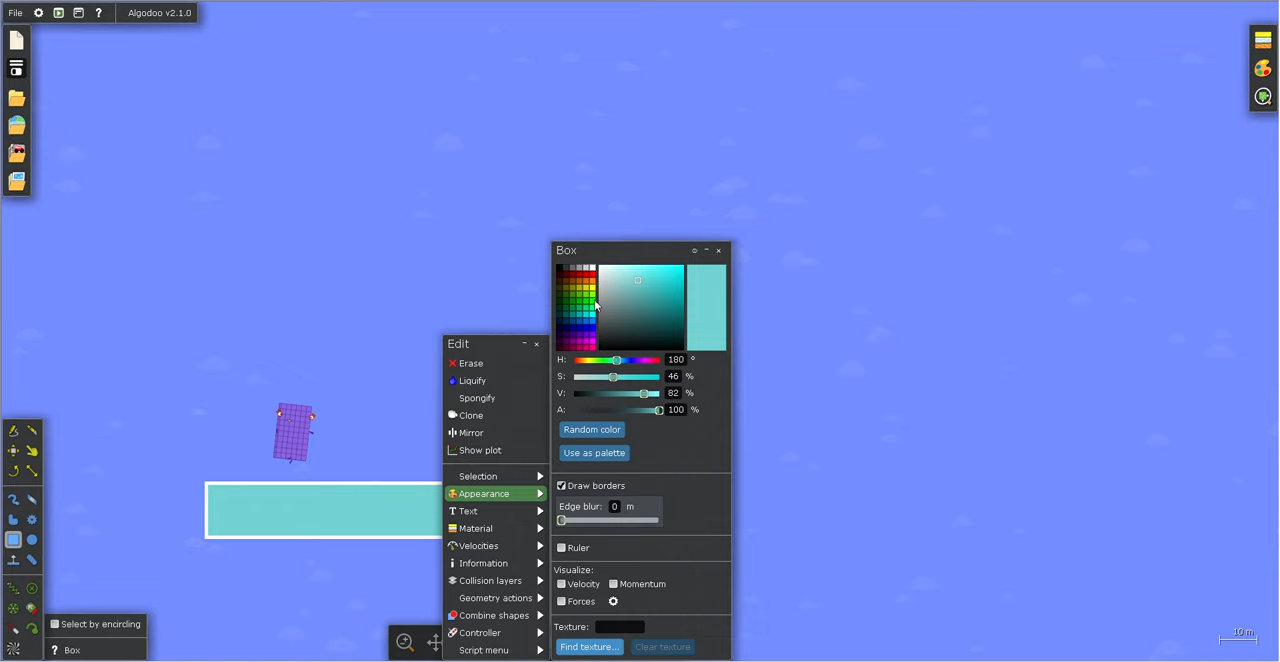 File ? Algodoo v2.1.0
Box
H: 180 °
S: 46 %
V: 82 %
A: 100 %
Random color
Use as palette
Draw borders
Edge blur: 0 m
Ruler
Visualize:
Velocity Momentum
Forces
Texture:
Find texture... Clear texture
Edit
Erase
Liquify
Spongify
Clone
Mirror
Show plot
Selection
Appearance
T Text
Material
Velocities
i Information
Collision layers
Geometry actions
Combine shapes
Controller
Script menu
Select by encircling
? Box
10 m